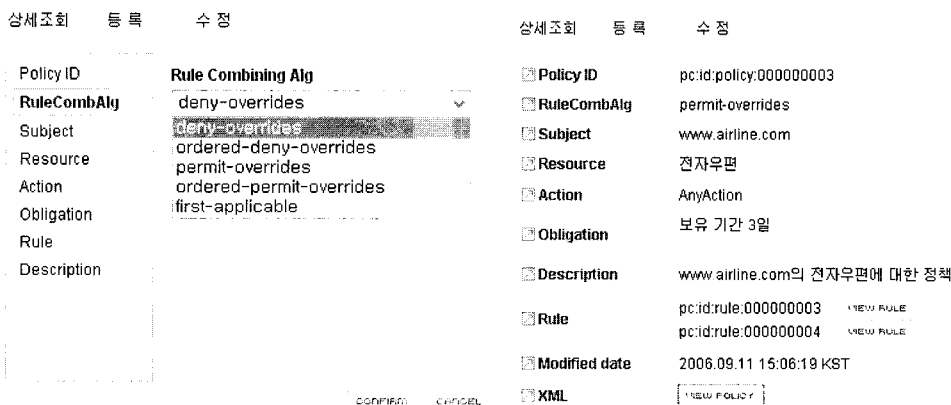 상세조회 등 록 수 정
Policy ID
RuleCombAlg
Subject
Resource
Action
Obligation
Rule
Description
Rule Combining Alg
deny-overrides
deny-overrides
ordered-deny-overrides
permit-overrides
ordered-permit-overrides
first-applicable
CONFIRM CANCEL
상세조회 등 록 수 정
Policy ID pc:id:policy:000000003
RuleCombAlg permit-overrides
Subject www.airline.com
Resource 전자우편
Action AnyAction
Obligation 보유 기간 3일
Description www.airline.com의 전자우편에 대한 정책
Rule pc:id:rule:000000003 VIEW RULE
pc:id:rule:000000004 VIEW RULE
Modified date 2006.09.11 15:06:19 KST
XML VIEW POLICY